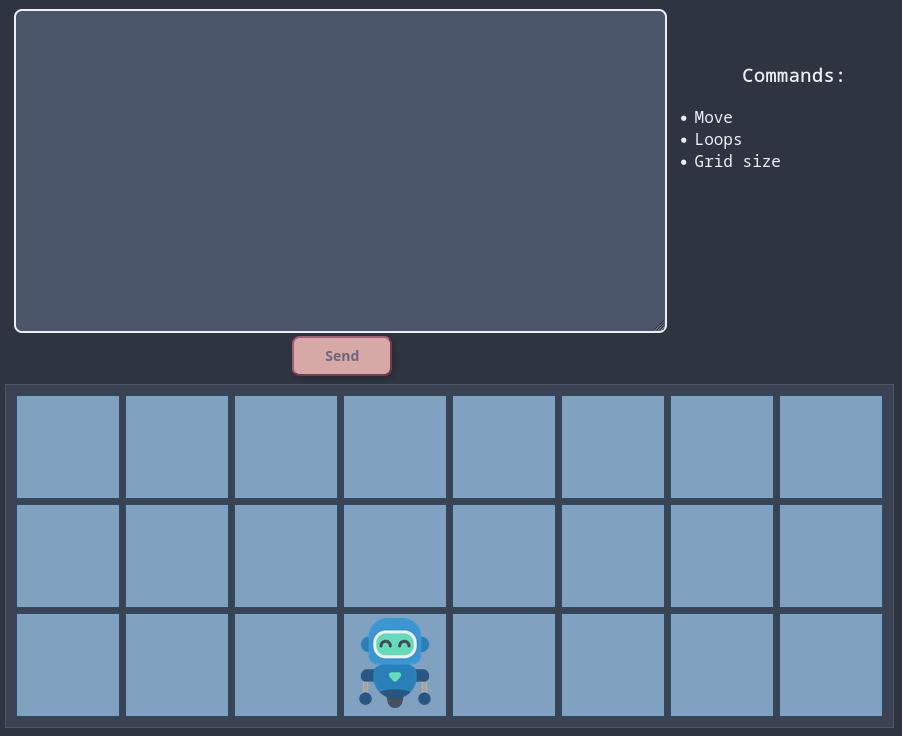 Commands:
• Move
• Loops
• Grid size
Send